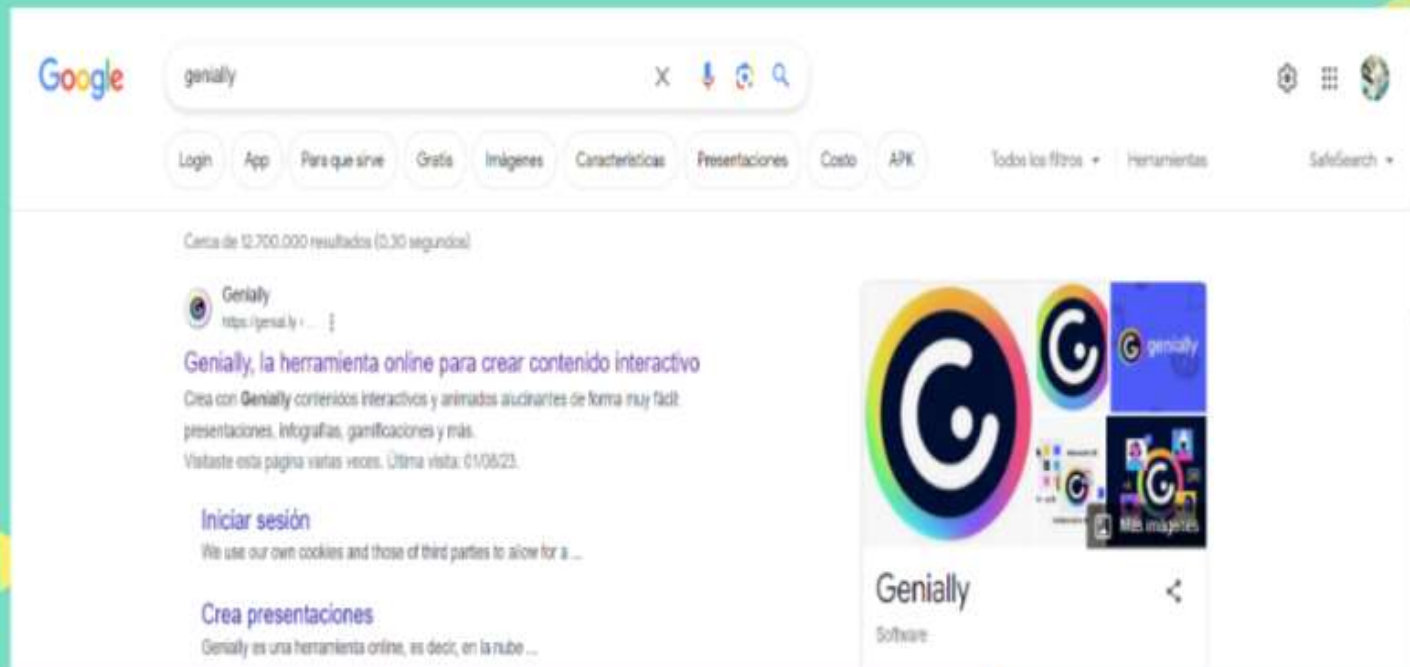 Google
genially
Login App Para que sirve Gratis Imágenes Características Presentaciones Costo APK Todos los filtros Herramientas SafeSearch
Cerca de 12.700.000 resultados (0,30 segundos)
Genially
https://genial.ly
Genially, la herramienta online para crear contenido interactivo
Crea con Genially contenidos interactivos y animados alucinantes de forma muy fácil:
presentaciones, infografías, gamificaciones y más.
Visitaste esta página varias veces. Última visita: 01/08/23.
Iniciar sesión
We use our own cookies and those of third parties to allow for a ...
Crea presentaciones
Genially es una herramienta online, es decir, en la nube ...
genially
Más imágenes
Genially
Software